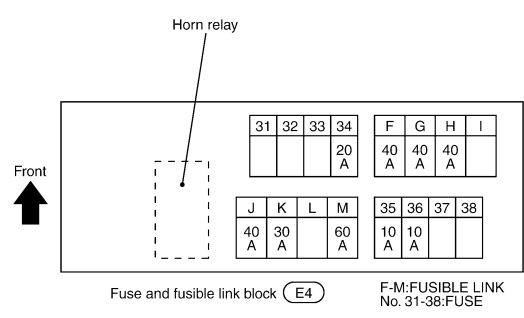 Horn relay
31 32 33 34
20 A
F G H I
40 A 40 A 40 A
Front
J K L M
40 A 30 A 60 A
35 36 37 38
10 A 10 A
Fuse and fusible link block E4
F-M:FUSIBLE LINK
No. 31-38:FUSE